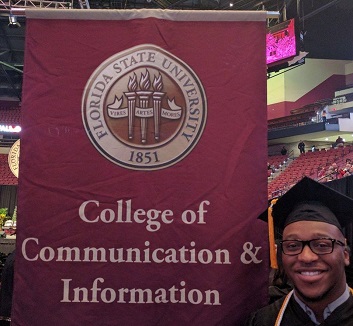 FLORIDA STATE UNIVERSITY
VIRES ARTES MORES
1851
College of
Communication &
Information